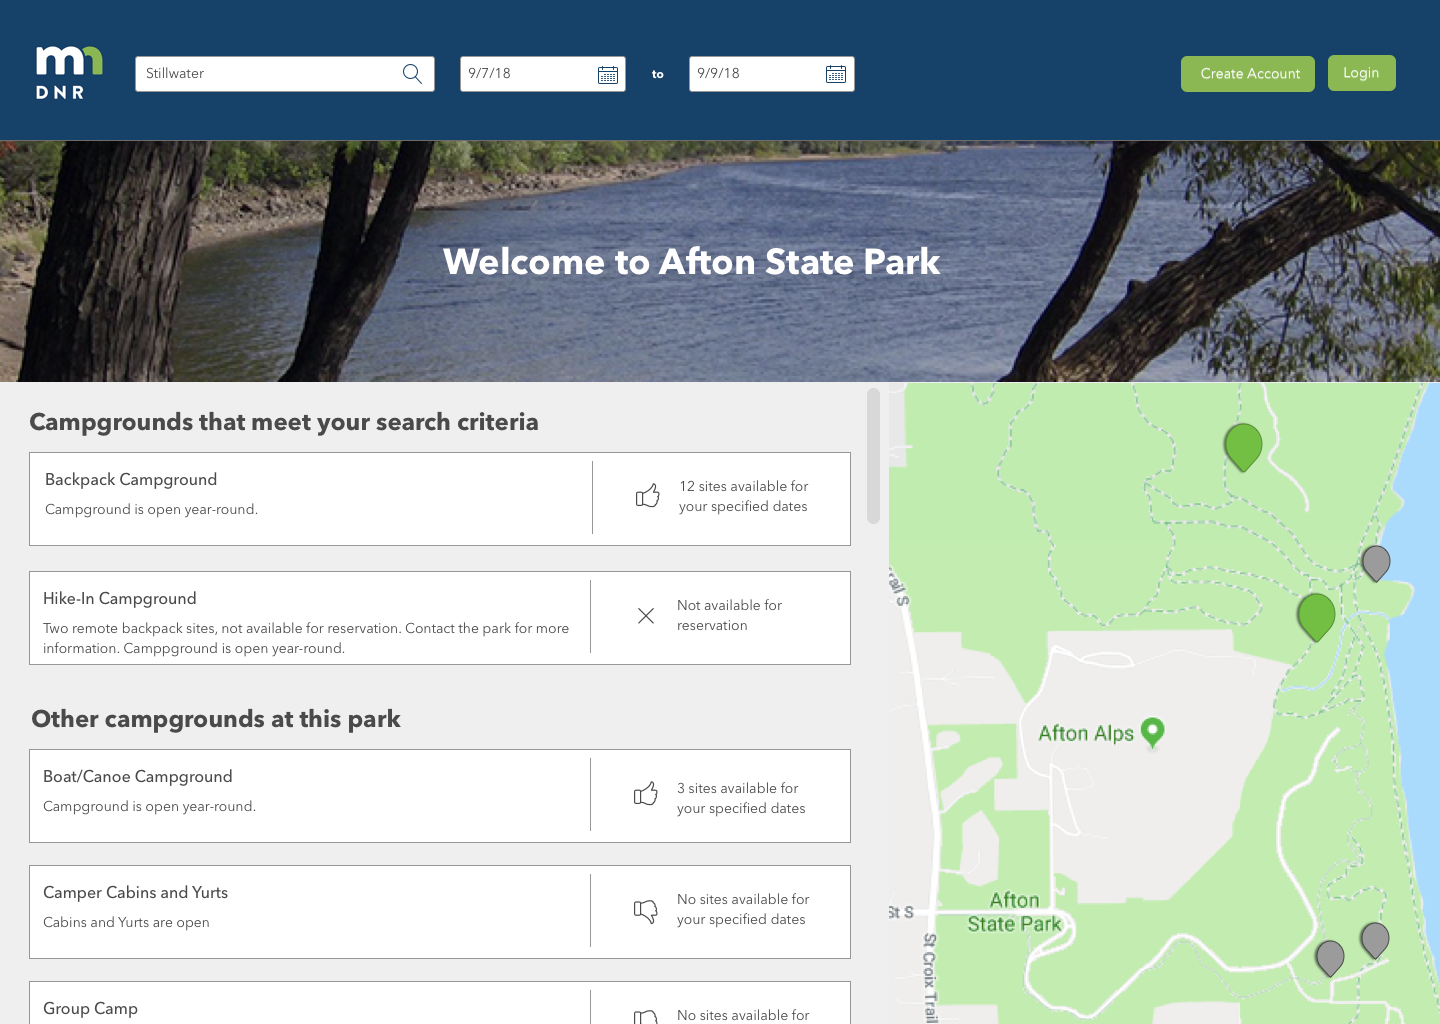 mn
DNR
Stillwater
9/7/18
to
9/9/18
Create Account
Login
Welcome to Afton State Park
Campgrounds that meet your search criteria
Backpack Campground
Campground is open year-round.
12 sites available for
your specified dates
Hike-In Campground
Two remote backpack sites, not available for reservation. Contact the park for more
information. Camppground is open year-round.
Not available for
reservation
Other campgrounds at this park
Boat/Canoe Campground
Campground is open year-round.
3 sites available for
your specified dates
Camper Cabins and Yurts
Cabins and Yurts are open
No sites available for
your specified dates
Group Camp
No sites available for
rail S
Afton Alps
Afton
State Park
St S
St Croix Trail